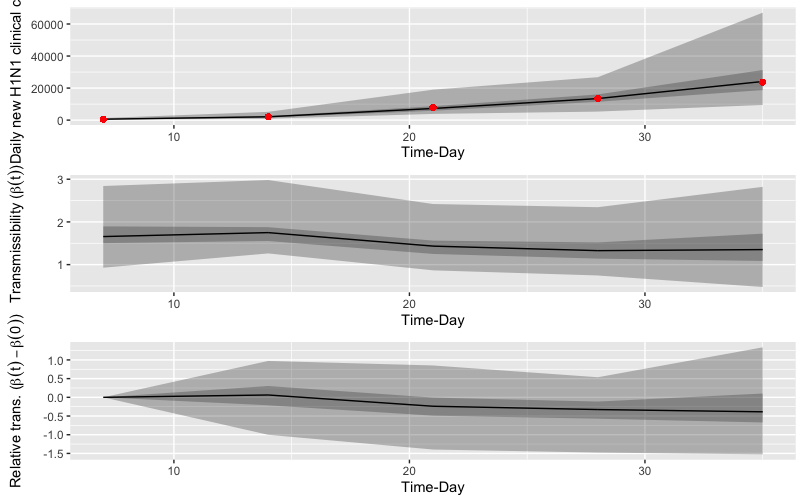 Daily new H1N1 clinical c
60000
40000
20000
0
10 20 30
Time-Day
Transmissibility (β(t))
3
2
1
10 20 30
Time-Day
Relative trans. (β(t) − β(0))
1.0
0.5
0.0
-0.5
-1.0
-1.5
10 20 30
Time-Day